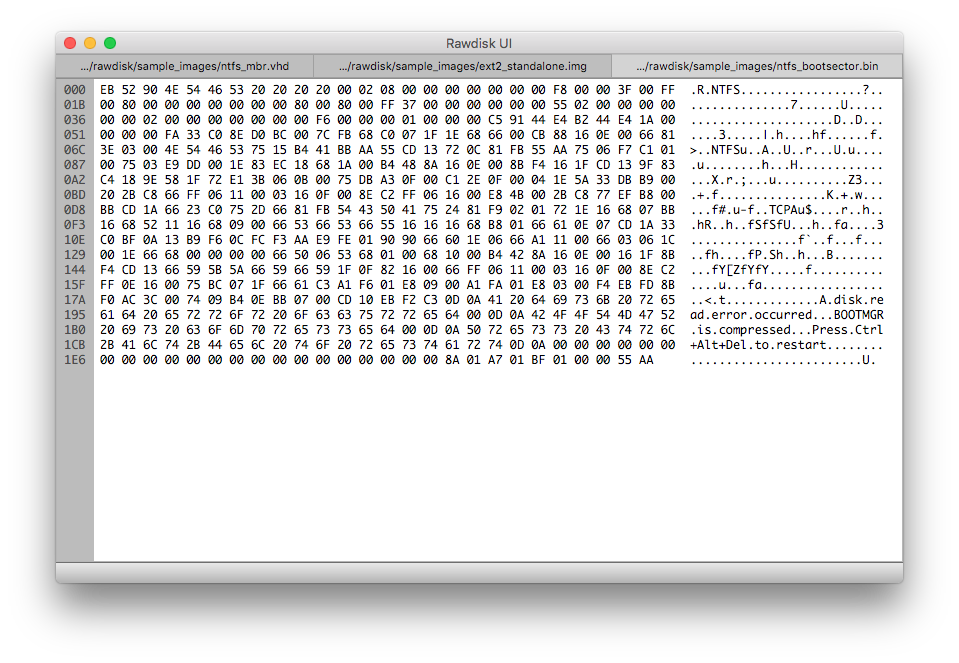 Rawdisk UI
.../rawdisk/sample_images/ntfs_mbr.vhd .../rawdisk/sample_images/ext2_standalone.img .../rawdisk/sample_images/ntfs_bootsector.bin
000 EB 52 90 4E 54 46 53 20 20 20 20 00 02 08 00 00 00 00 00 00 00 F8 00 00 3F 00 FF .R.NTFS.................?..
01B 00 80 00 00 00 00 00 00 00 80 00 80 00 FF 37 00 00 00 00 00 00 55 02 00 00 00 00 ..............7......U.....
036 00 00 02 00 00 00 00 00 00 00 F6 00 00 00 01 00 00 00 C5 91 44 E4 B2 44 E4 1A 00 ....................D..D...
051 00 00 00 FA 33 C0 8E D0 BC 00 7C FB 68 C0 07 1F 1E 68 66 00 CB 88 16 0E 00 66 81 ....3.....l.h....hf......f.
06C 3E 03 00 4E 54 46 53 75 15 B4 41 BB AA 55 CD 13 72 0C 81 FB 55 AA 75 06 F7 C1 01 >..NTFSu..A..U..r...U.u....
087 00 75 03 E9 DD 00 1E 83 EC 18 68 1A 00 B4 48 8A 16 0E 00 8B F4 16 1F CD 13 9F 83 .u........h...H............
0A2 C4 18 9E 58 1F 72 E1 3B 06 0B 00 75 DB A3 0F 00 C1 2E 0F 00 04 1E 5A 33 DB B9 00 ...X.r.;...u..........Z3...
0BD 20 2B C8 66 FF 06 11 00 03 16 0F 00 8E C2 FF 06 16 00 E8 4B 00 2B C8 77 EF B8 00 .+.f...............K.+.w...
0D8 BB CD 1A 66 23 C0 75 2D 66 81 FB 54 43 50 41 75 24 81 F9 02 01 72 1E 16 68 07 BB ...f#.u-f..TCPAu$....r..h..
0F3 16 68 52 11 16 68 09 00 66 53 66 53 66 55 16 16 16 68 B8 01 66 61 0E 07 CD 1A 33 .hR..h..fSfSfU...h..fa....3
10E C0 BF 0A 13 B9 F6 0C FC F3 AA E9 FE 01 90 90 66 60 1E 06 66 A1 11 00 66 03 06 1C ...............f`..f...f...
129 00 1E 66 68 00 00 00 00 66 50 06 53 68 01 00 68 10 00 B4 42 8A 16 0E 00 16 1F 8B ..fh....fP.Sh..h...B.......
144 F4 CD 13 66 59 5B 5A 66 59 66 59 1F 0F 82 16 00 66 FF 06 11 00 03 16 0F 00 8E C2 ...fY[ZfYfY.....f..........
15F FF 0E 16 00 75 BC 07 1F 66 61 C3 A1 F6 01 E8 09 00 A1 FA 01 E8 03 00 F4 EB FD 8B ....u...fa.................
17A F0 AC 3C 00 74 09 B4 0E BB 07 00 CD 10 EB F2 C3 0D 0A 41 20 64 69 73 6B 20 72 65 ..<.t.............A.disk.re
195 61 64 20 65 72 72 6F 72 20 6F 63 63 75 72 72 65 64 00 0D 0A 42 4F 4F 54 4D 47 52 ad.error.occurred...BOOTMGR
1B0 20 69 73 20 63 6F 6D 70 72 65 73 73 65 64 00 0D 0A 50 72 65 73 73 20 43 74 72 6C .is.compressed...Press.Ctrl
1CB 2B 41 6C 74 2B 44 65 6C 20 74 6F 20 72 65 73 74 61 72 74 0D 0A 00 00 00 00 00 00 +Alt+Del.to.restart........
1E6 00 00 00 00 00 00 00 00 00 00 00 00 00 00 00 00 00 00 8A 01 A7 01 BF 01 00 00 55 AA ........................U.